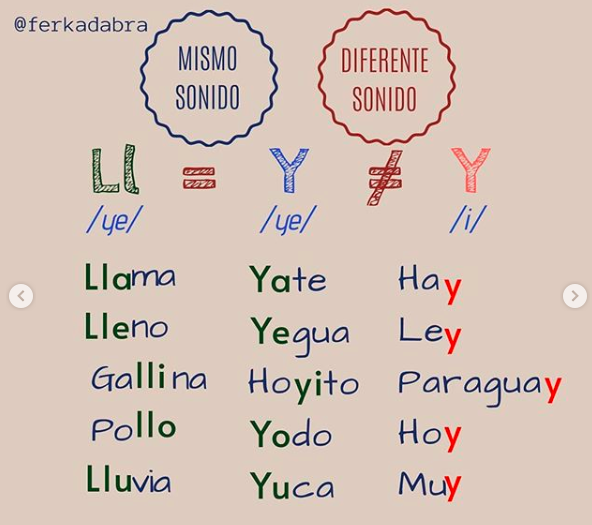 @ferkadabra
MISMO
SONIDO
DIFERENTE
SONIDO
Ll = Y ≠ Y
/ye/ /ye/ /i/
Llama Yate Hay
Lleno Yegua Ley
Gallina Hoyito Paraguay
Pollo Yodo Hoy
Lluvia Yuca Muy